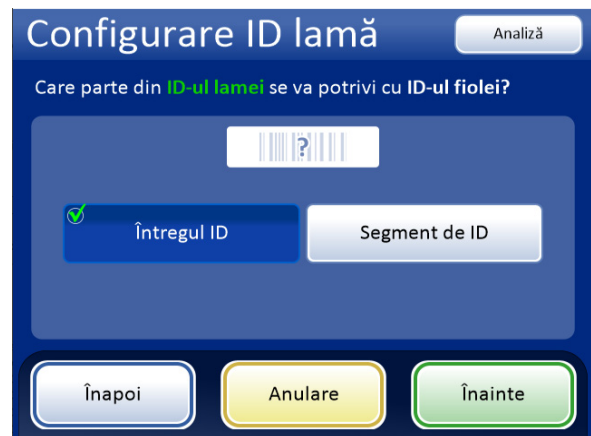 Configurare ID lamă
Analiză
Care parte din ID-ul lamei se va potrivi cu ID-ul fiolei?
?
Întregul ID
Segment de ID
Înapoi
Anulare
Înainte